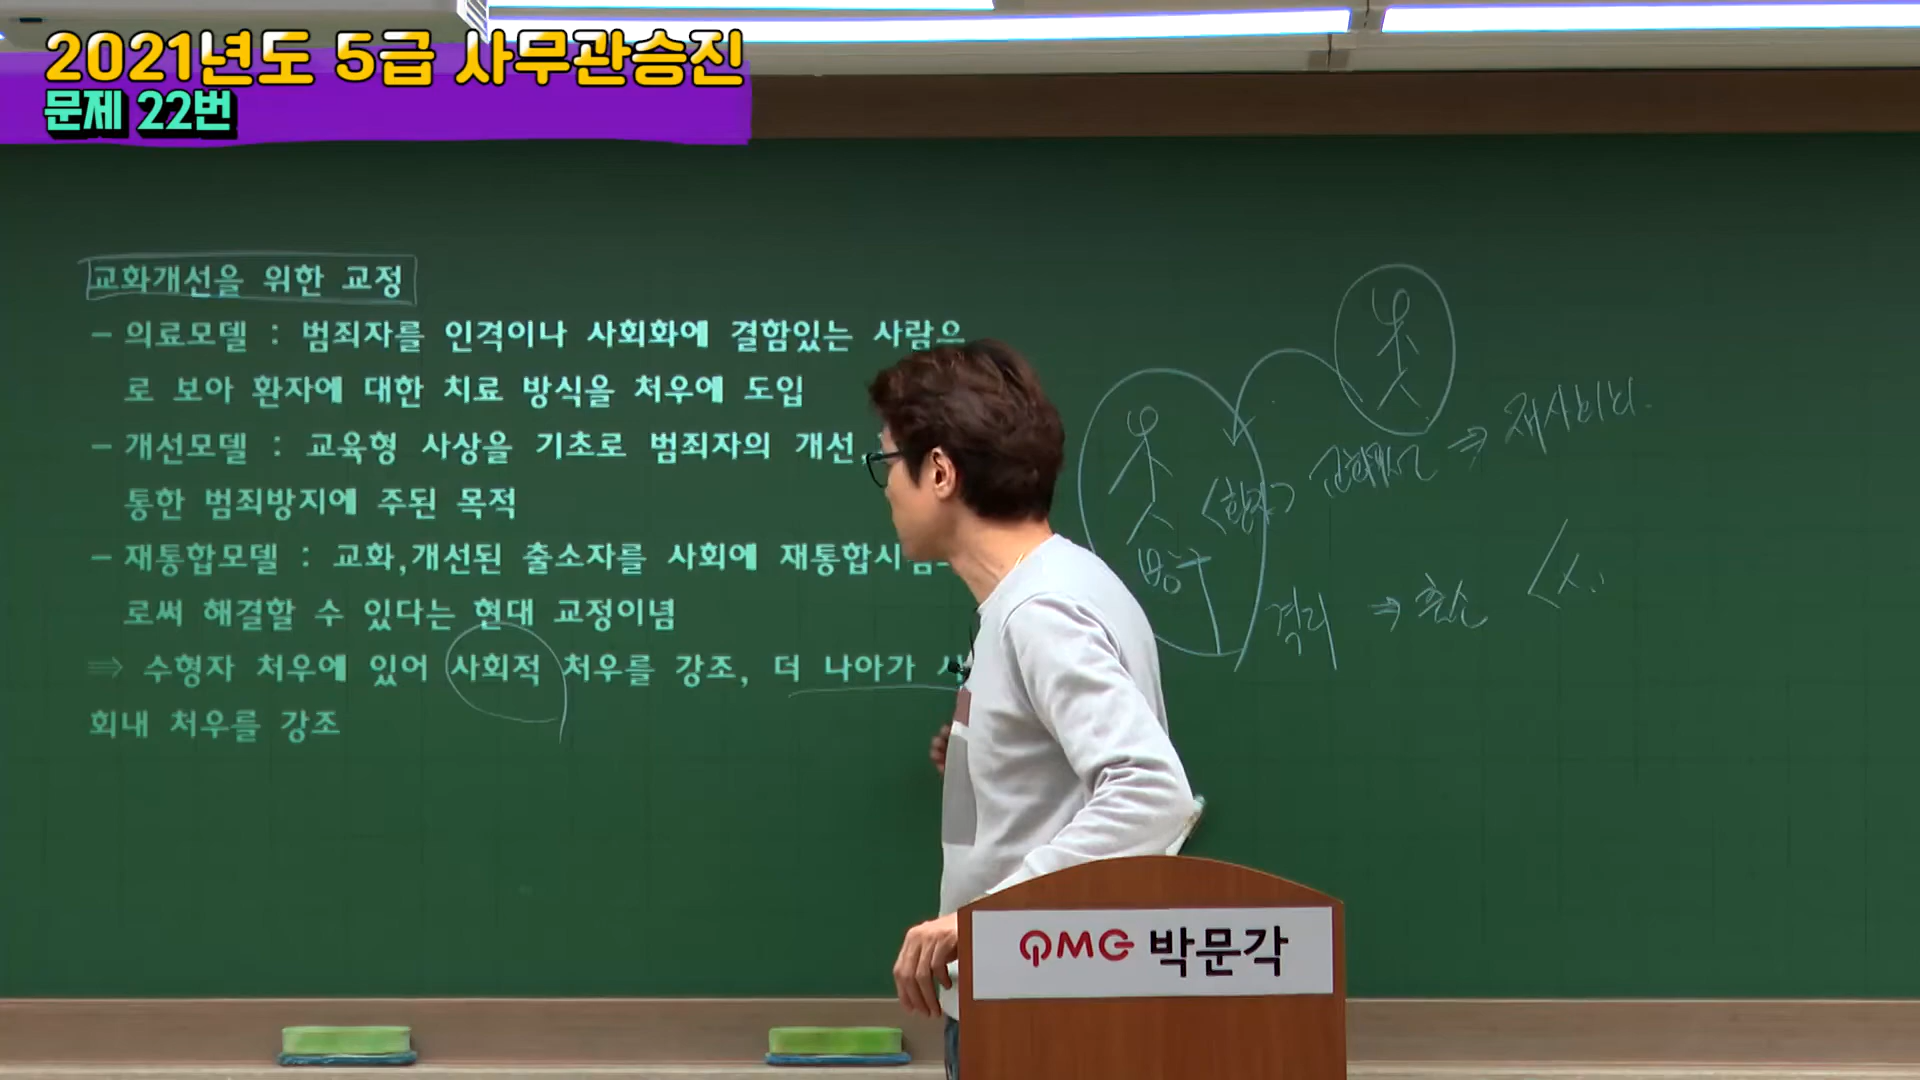 2021년도 5급 사무관승진
문제 22번
교화개선을 위한 교정
- 의료모델 : 범죄자를 인격이나 사회화에 결함있는 사람으
로 보아 환자에 대한 치료 방식을 처우에 도입
- 개선모델 : 교육형 사상을 기초로 범죄자의 개선
통한 범죄방지에 주된 목적
- 재통합모델 : 교화,개선된 출소자를 사회에 재통합시
로써 해결할 수 있다는 현대 교정이념
⇒ 수형자 처우에 있어 사회적 처우를 강조, 더 나아가 사
회내 처우를 강조
<환자>
격리 ⇒ 출소
PMG 박문각